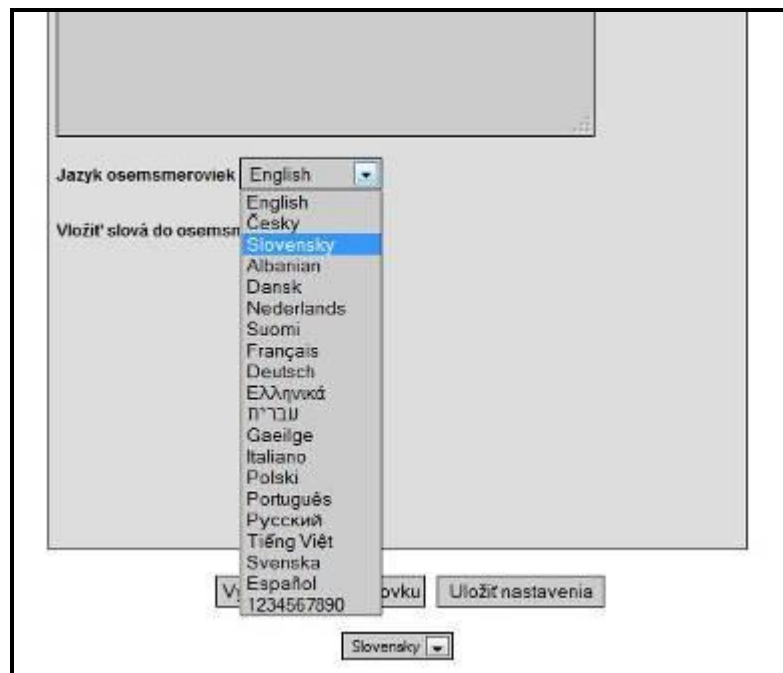 Jazyk osemsmeroviek English
English
Česky
Vložiť slová do osemsm
Slovensky
Albanian
Dansk
Nederlands
Suomi
Français
Deutsch
Ελληνικά
עברית
Gaeilge
Italiano
Polski
Português
Русский
Tiếng Việt
Svenska
Español
1234567890
Vy ovku Uložiť nastavenia
Slovensky